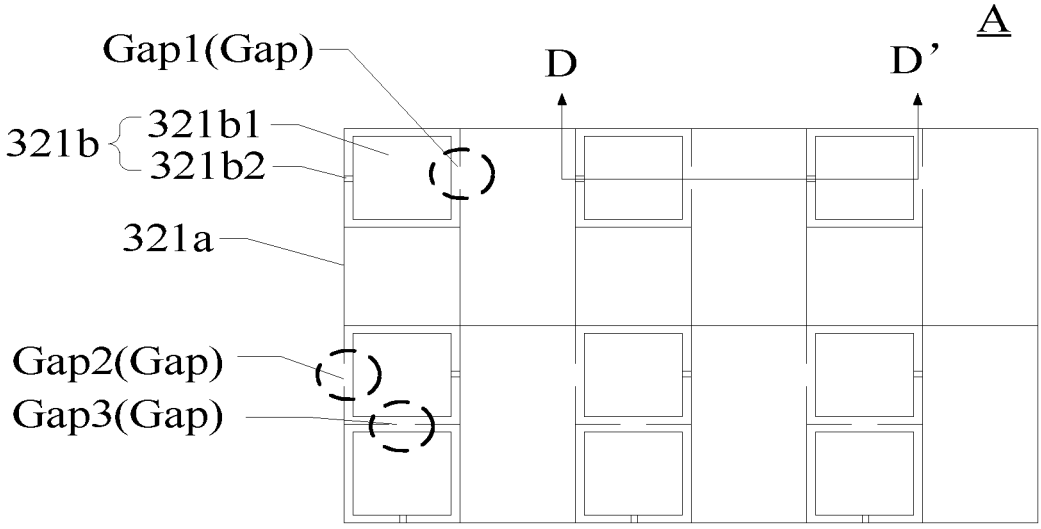 A
Gap1(Gap)
D
D’
321b
321b1
321b2
321a
Gap2(Gap)
Gap3(Gap)